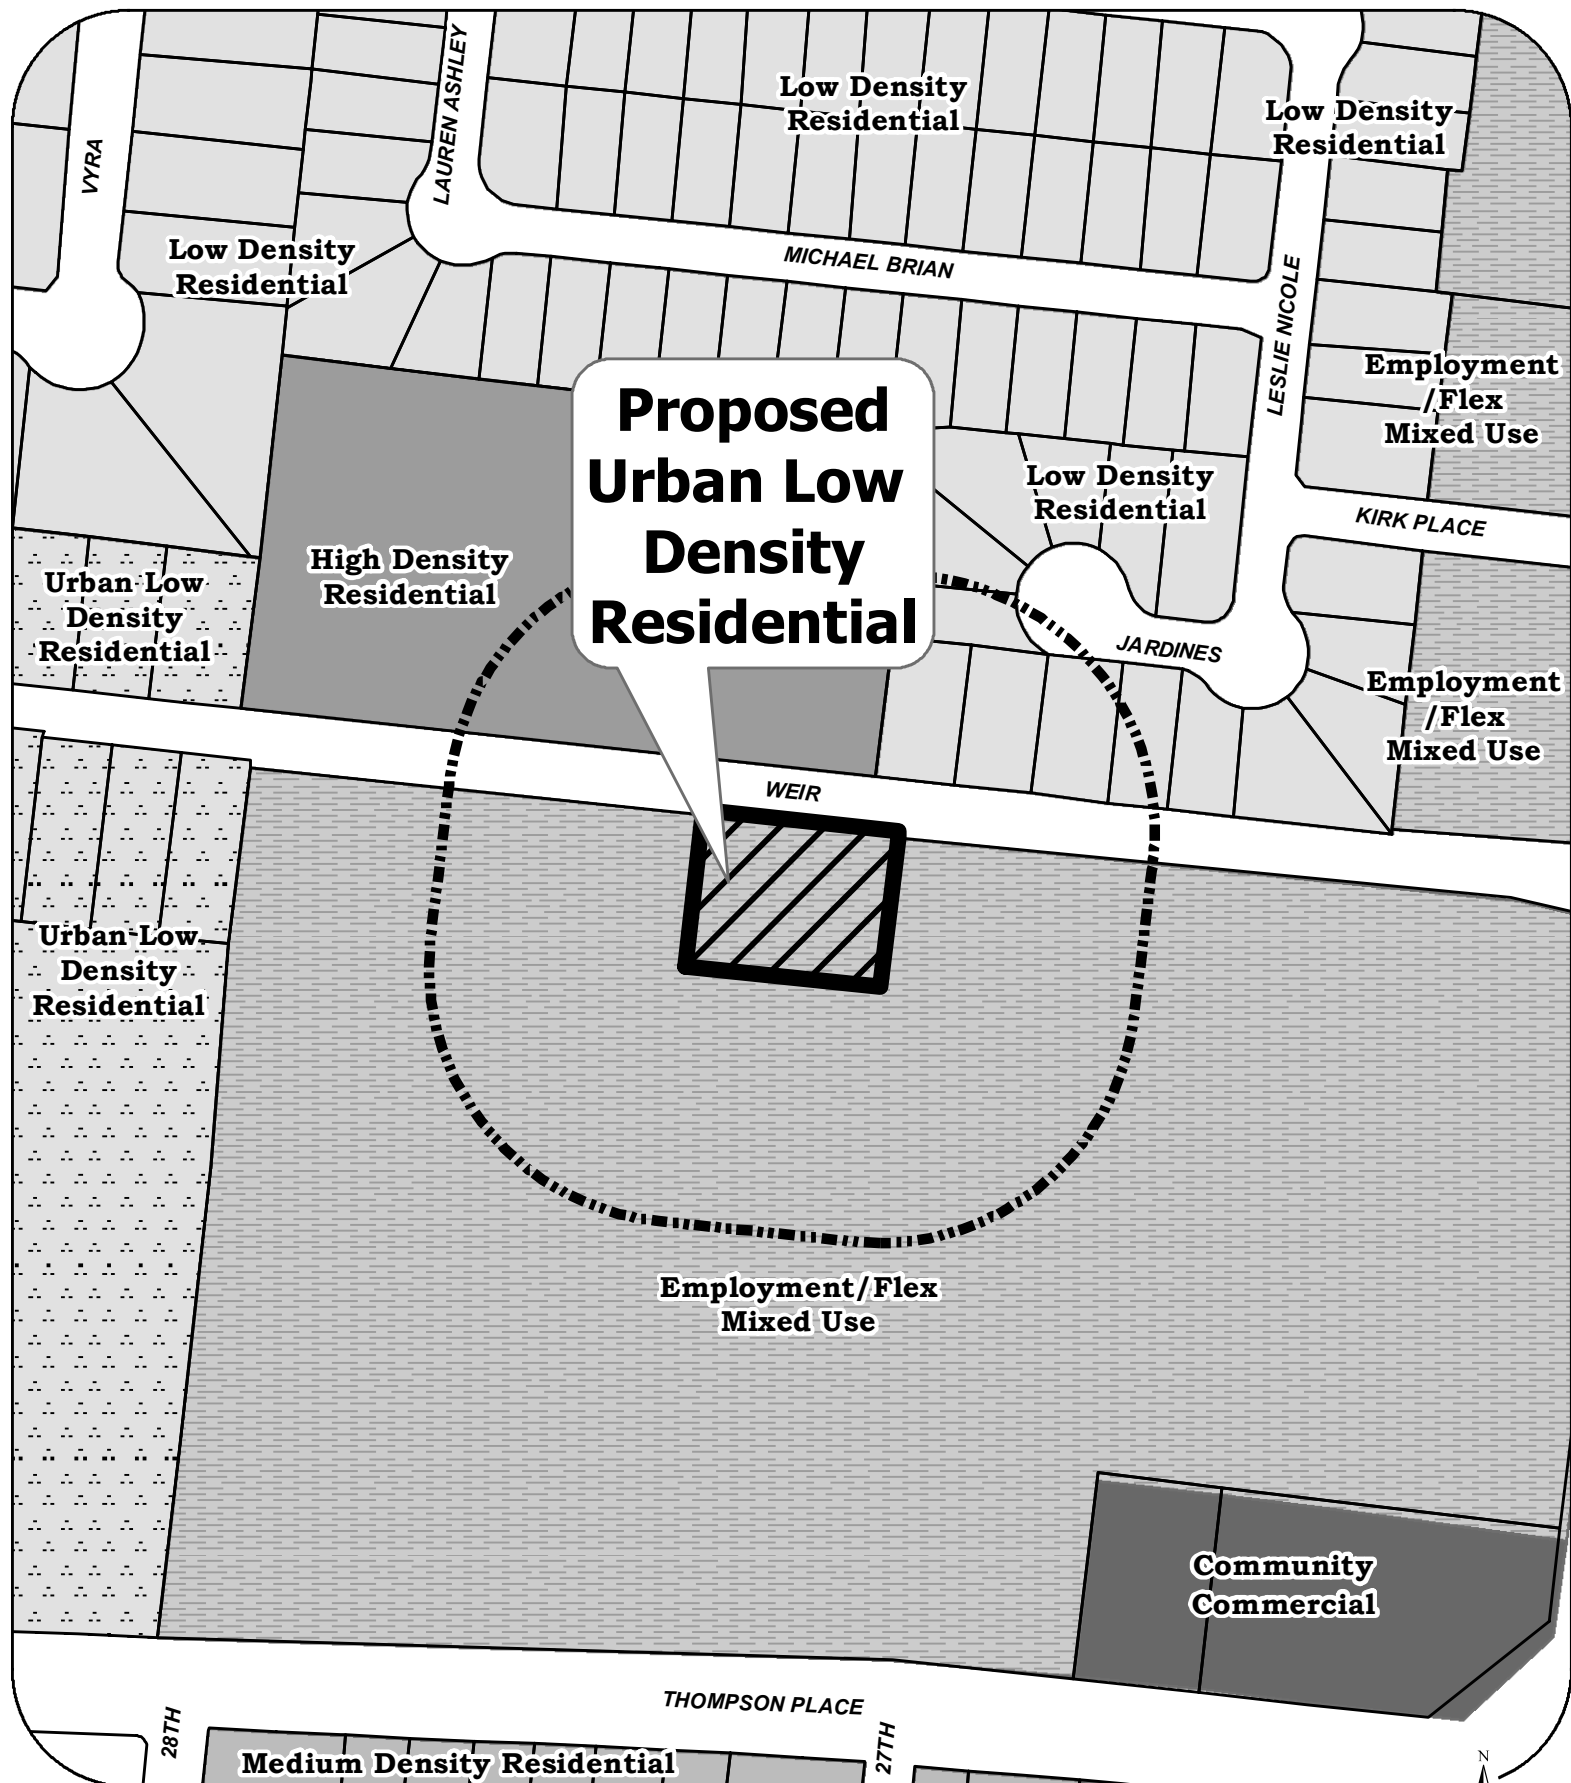 LAUREN ASHLEY
Low Density
Residential
Low Density
Residential
VYRA
Low Density
Residential
MICHAEL BRIAN
LESLIE NICOLE
Employment
/Flex
Mixed Use
Proposed
Urban Low
Density
Residential
Low Density
Residential
KIRK PLACE
High Density
Residential
Urban Low
Density
Residential
JARDINES
Employment
/Flex
Mixed Use
WEIR
Urban Low
Density
Residential
Employment/Flex
Mixed Use
Community
Commercial
THOMPSON PLACE
28TH
27TH
Medium Density Residential
N